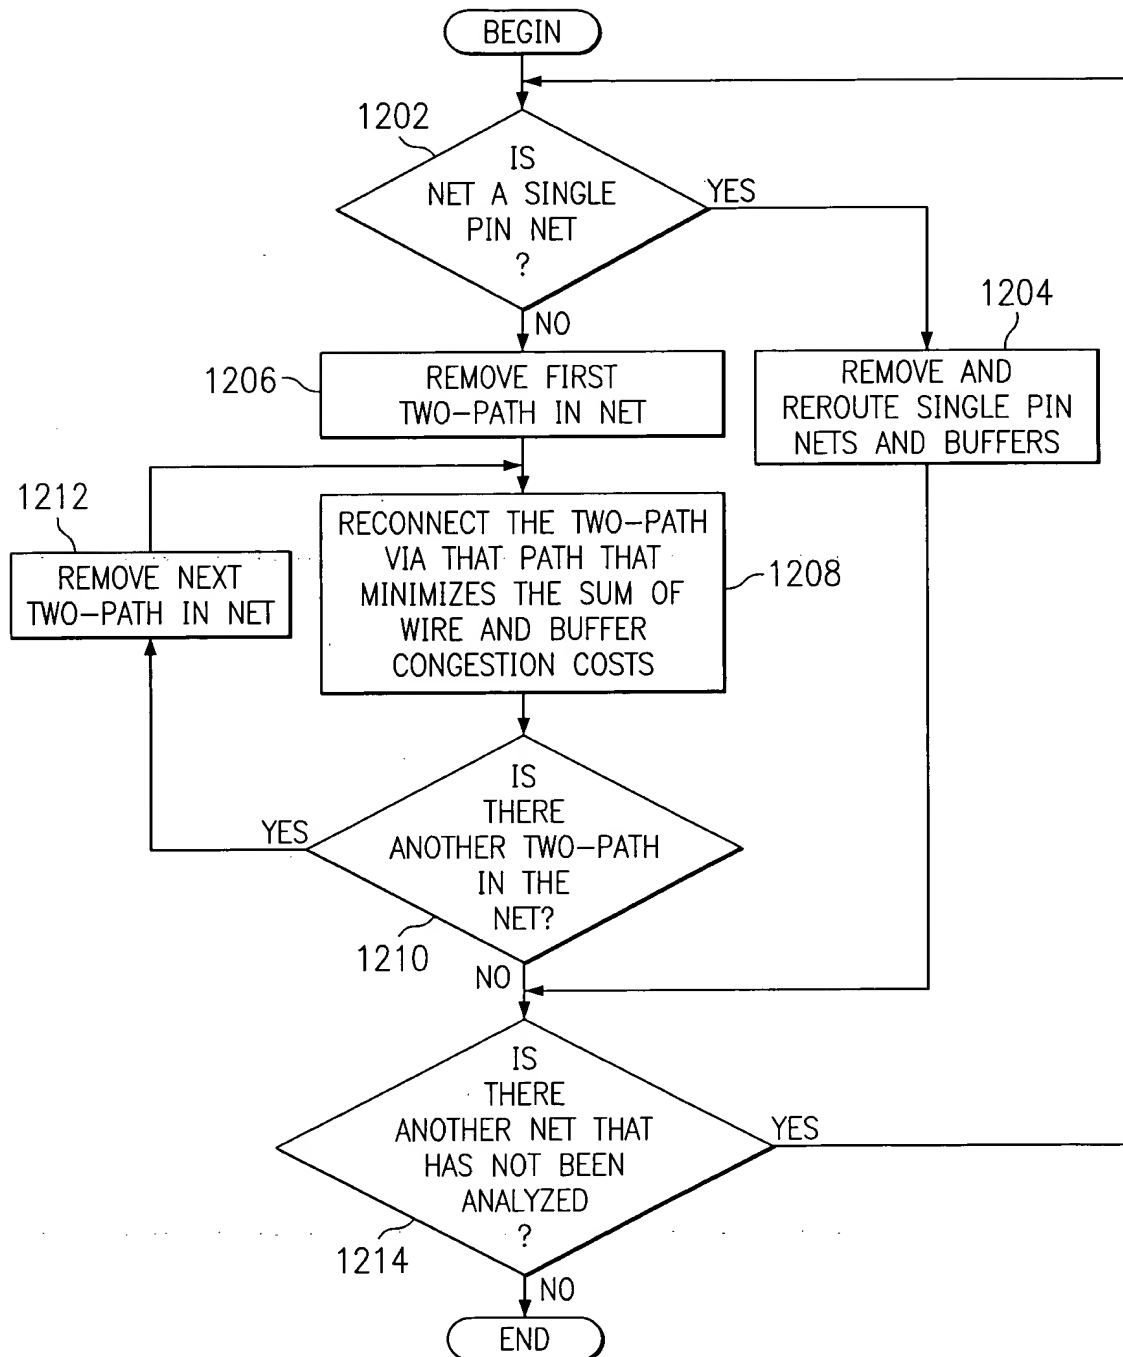 BEGIN
1202
IS
NET A SINGLE
PIN NET
?
YES
NO
1204
REMOVE AND
REROUTE SINGLE PIN
NETS AND BUFFERS
1206
REMOVE FIRST
TWO-PATH IN NET
1212
REMOVE NEXT
TWO-PATH IN NET
RECONNECT THE TWO-PATH
VIA THAT PATH THAT
MINIMIZES THE SUM OF
WIRE AND BUFFER
CONGESTION COSTS
1208
IS
THERE
ANOTHER TWO-PATH
IN THE
NET?
YES
1210
NO
IS
THERE
ANOTHER NET THAT
HAS NOT BEEN
ANALYZED
?
YES
1214
NO
END